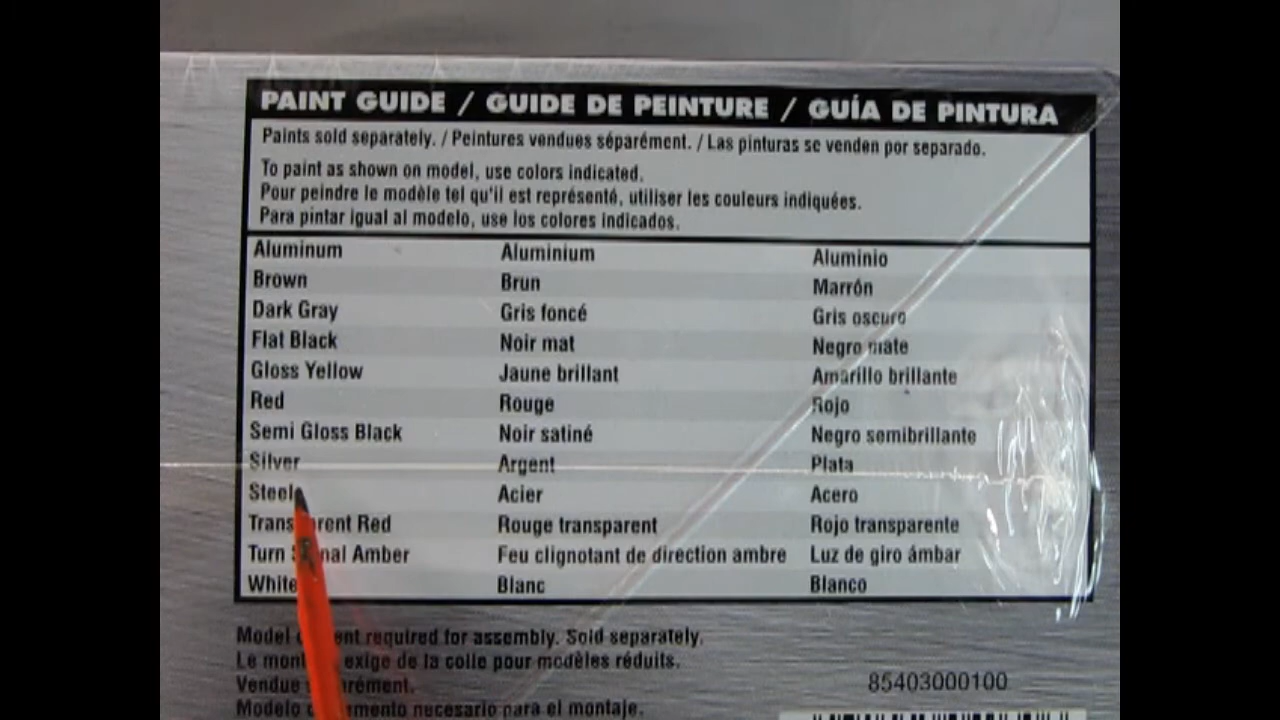 PAINT GUIDE / GUIDE DE PEINTURE / GUÍA DE PINTURA
Paints sold separately. / Peintures vendues séparément. / Las pinturas se venden por separado.
To paint as shown on model, use colors indicated.
Pour peindre le modèle tel qu'il est représenté, utiliser les couleurs indiquées.
Para pintar igual al modelo, use los colores indicados.
Aluminum Aluminium Aluminio
Brown Brun Marrón
Dark Gray Gris foncé Gris oscuro
Flat Black Noir mat Negro mate
Gloss Yellow Jaune brillant Amarillo brillante
Red Rouge Rojo
Semi Gloss Black Noir satiné Negro semibrillante
Silver Argent Plata
Steel Acier Acero
Transparent Red Rouge transparent Rojo transparente
Turn Signal Amber Feu clignotant de direction ambre Luz de giro ámbar
White Blanc Blanco
Model required for assembly. Sold separately.
Le exige de la colle pour modèles réduits.
Vendue séparément.
Modelo necesario para el montaje.
85403000100